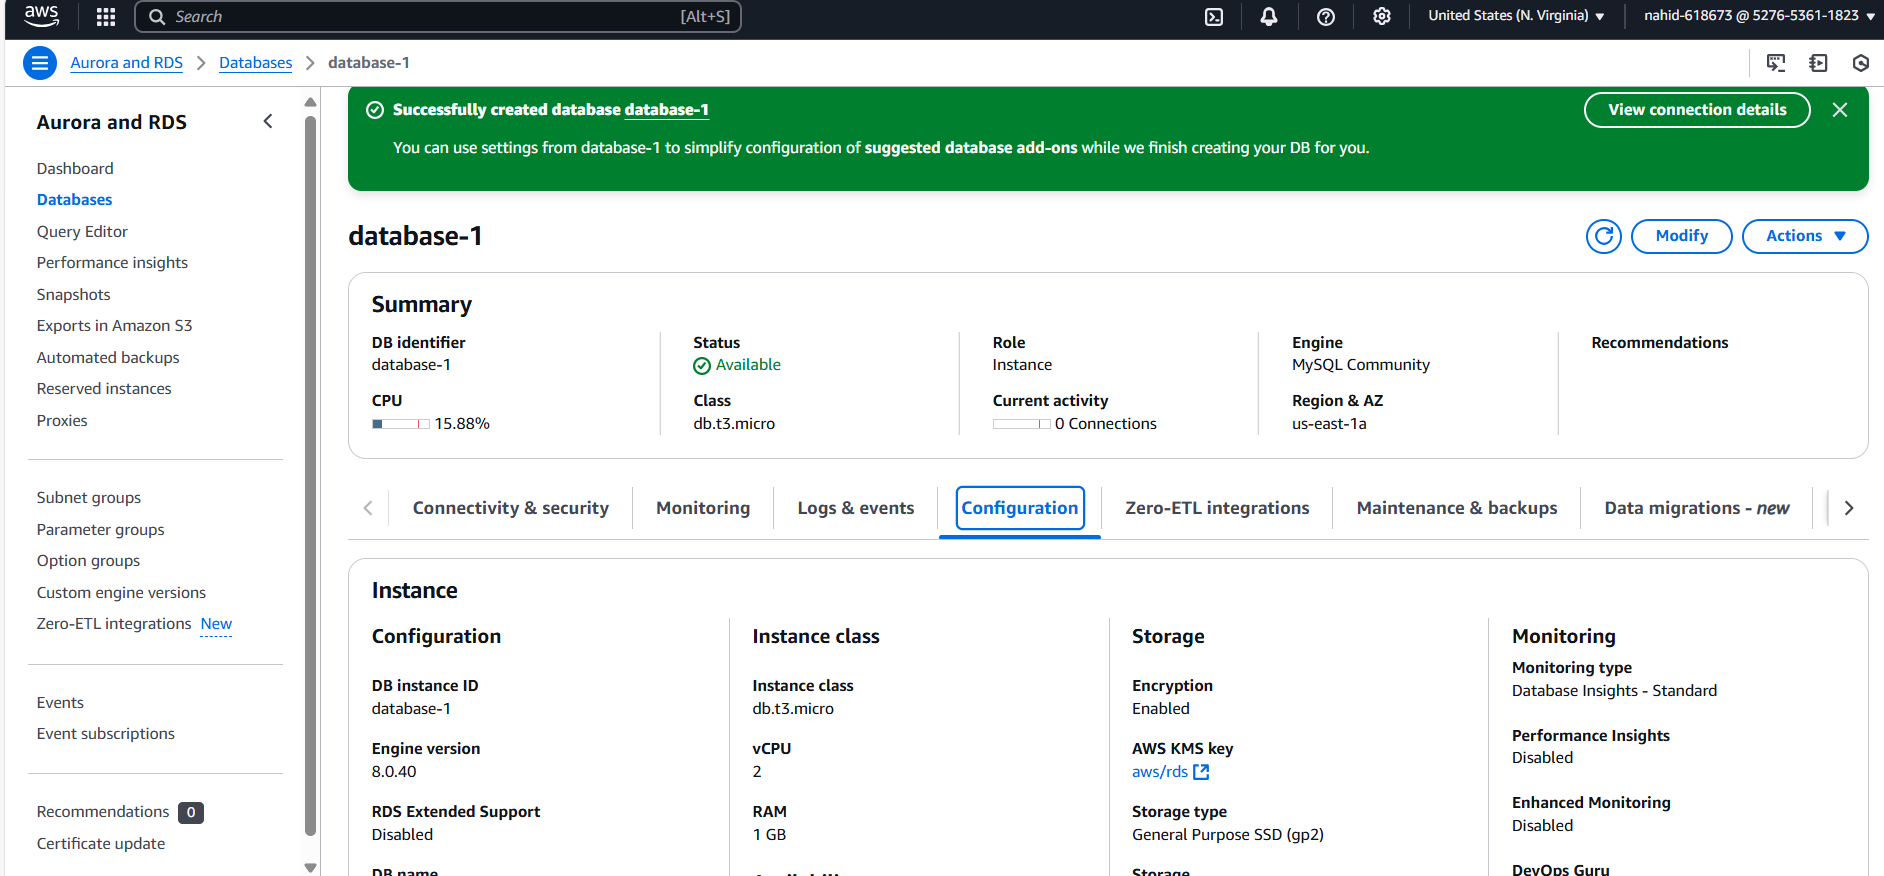 aws
Search [Alt+S]
United States (N. Virginia) ▼
nahid-618673 @ 5276-5361-1823 ▼
Aurora and RDS > Databases > database-1
Aurora and RDS
Dashboard
Databases
Query Editor
Performance insights
Snapshots
Exports in Amazon S3
Automated backups
Reserved instances
Proxies
Subnet groups
Parameter groups
Option groups
Custom engine versions
Zero-ETL integrations New
Events
Event subscriptions
Recommendations 0
Certificate update
Successfully created database database-1
View connection details
You can use settings from database-1 to simplify configuration of suggested database add-ons while we finish creating your DB for you.
database-1
Modify
Actions ▼
Summary
DB identifier
database-1
CPU
15.88%
Status
Available
Class
db.t3.micro
Role
Instance
Current activity
0 Connections
Engine
MySQL Community
Region & AZ
us-east-1a
Recommendations
Connectivity & security
Monitoring
Logs & events
Configuration
Zero-ETL integrations
Maintenance & backups
Data migrations - new
Instance
Configuration
DB instance ID
database-1
Engine version
8.0.40
RDS Extended Support
Disabled
DB name
Instance class
Instance class
db.t3.micro
vCPU
2
RAM
1 GB
Storage
Encryption
Enabled
AWS KMS key
aws/rds
Storage type
General Purpose SSD (gp2)
Storage
Monitoring
Monitoring type
Database Insights - Standard
Performance Insights
Disabled
Enhanced Monitoring
Disabled
DevOps Guru